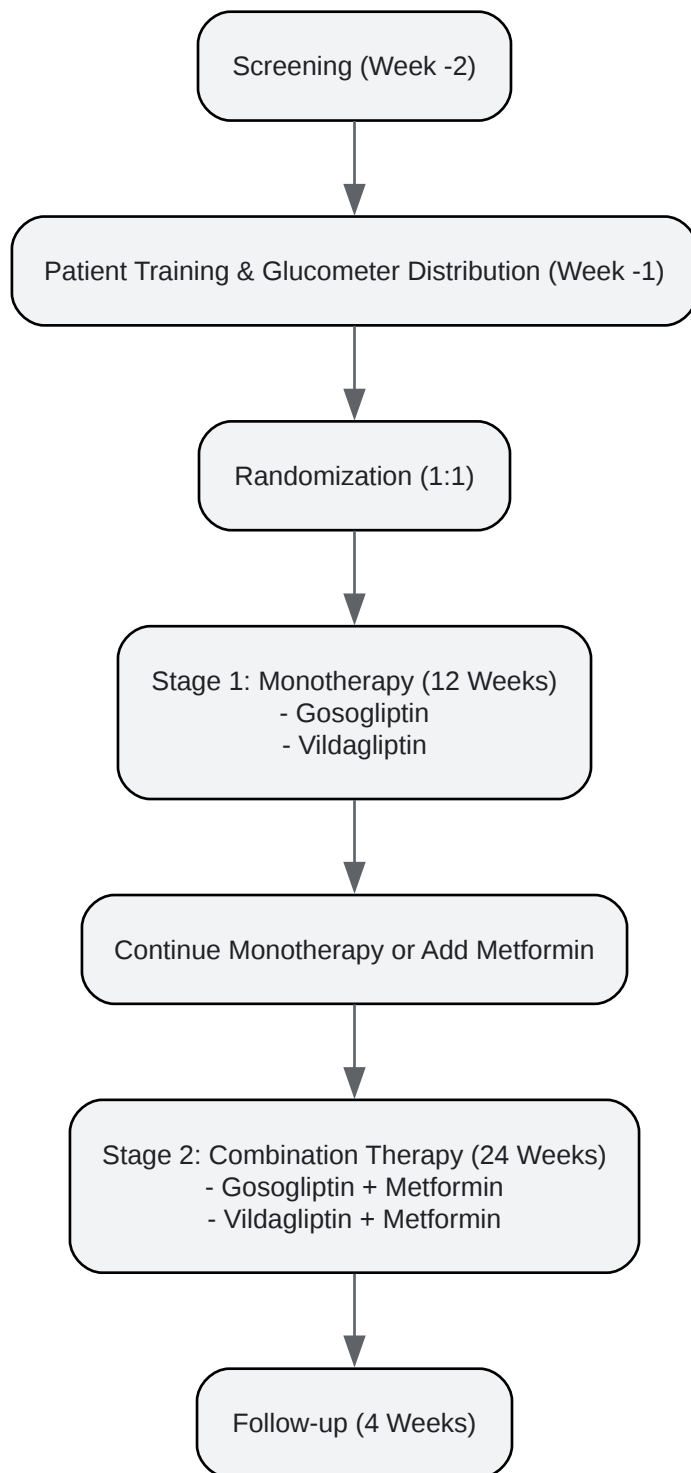 Screening (Week -2)
Patient Training & Glucometer Distribution (Week -1)
Randomization (1:1)
Stage 1: Monotherapy (12 Weeks)
- Gosogliptin
- Vildagliptin
Continue Monotherapy or Add Metformin
Stage 2: Combination Therapy (24 Weeks)
- Gosogliptin + Metformin
- Vildagliptin + Metformin
Follow-up (4 Weeks)